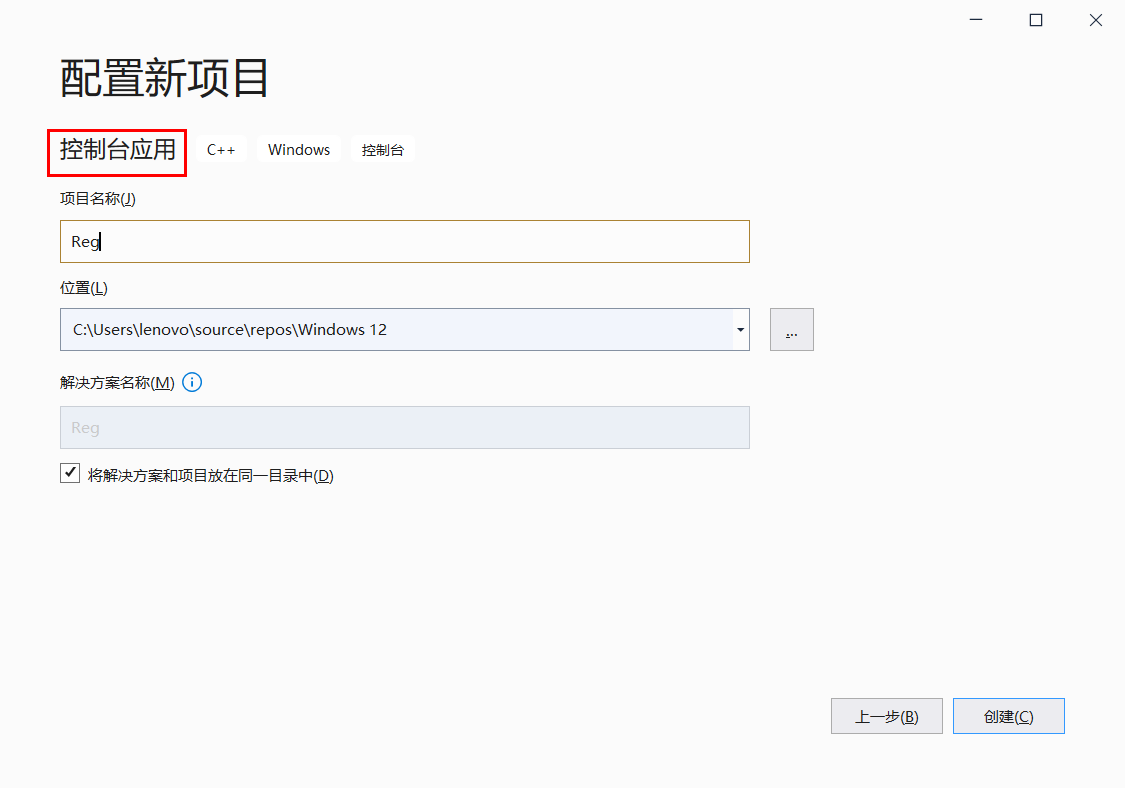 配置新项目
控制台应用 C++ Windows 控制台
项目名称(J)
Reg
位置(L)
C:\Users\lenovo\source\repos\Windows 12
...
解决方案名称(M)
Reg
将解决方案和项目放在同一目录中(D)
上一步(B) 创建(C)